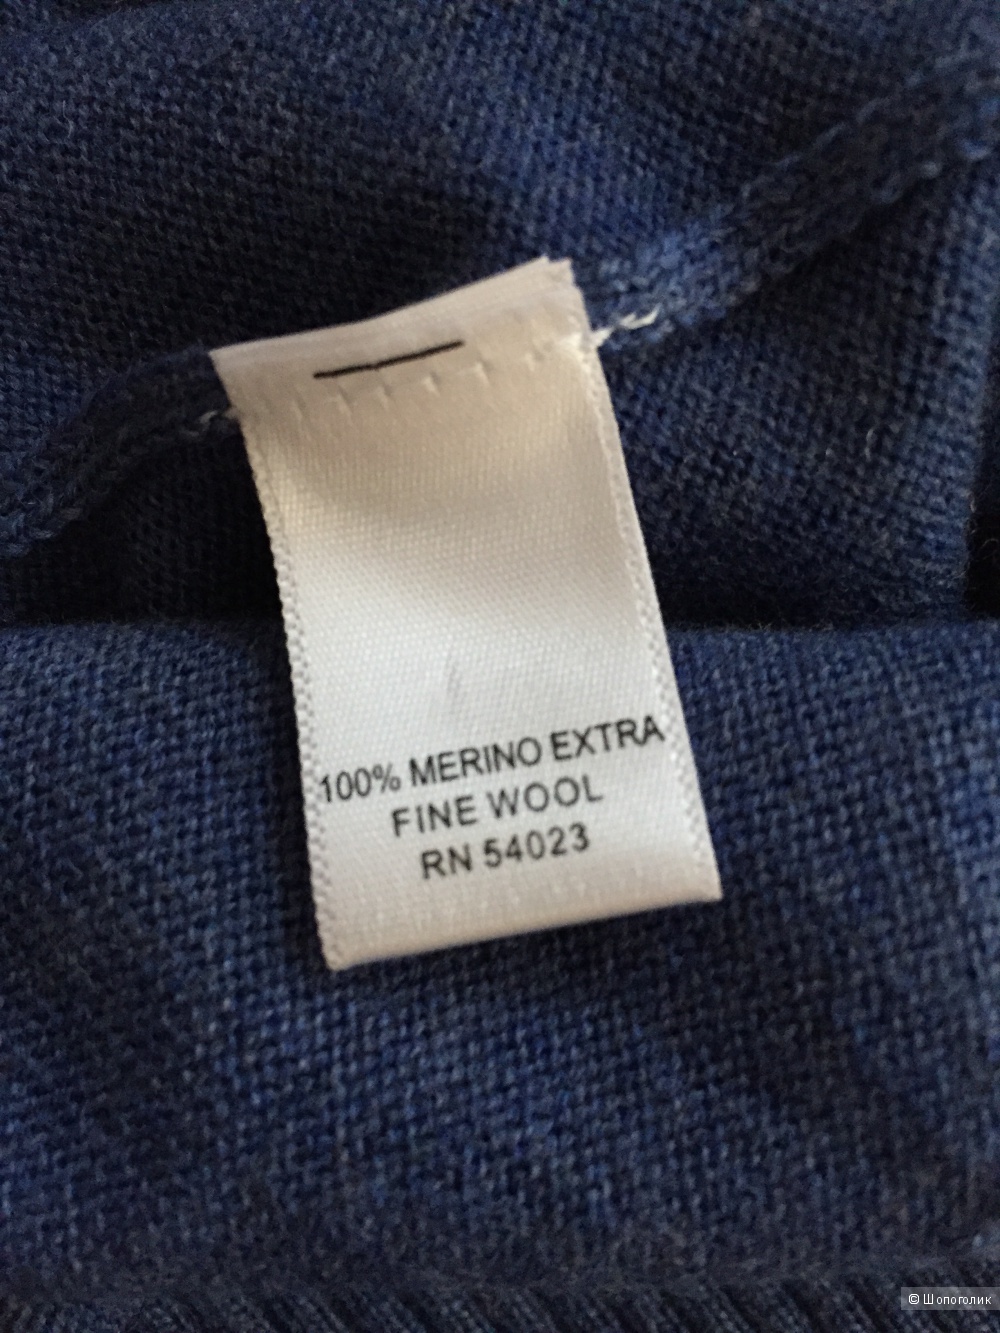 100% MERINO EXTRA
FINE WOOL
RN 54023
© Шопоголик